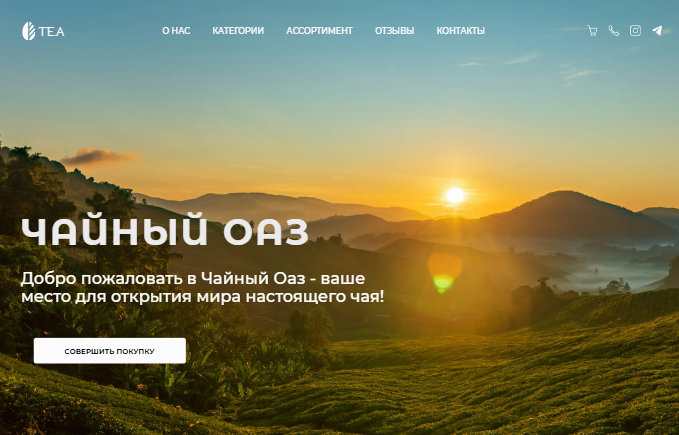 TEA
О НАС КАТЕГОРИИ АССОРТИМЕНТ ОТЗЫВЫ КОНТАКТЫ
ЧАЙНЫЙ ОАЗ
Добро пожаловать в Чайный Оаз - ваше
место для открытия мира настоящего чая!
СОВЕРШИТЬ ПОКУПКУ